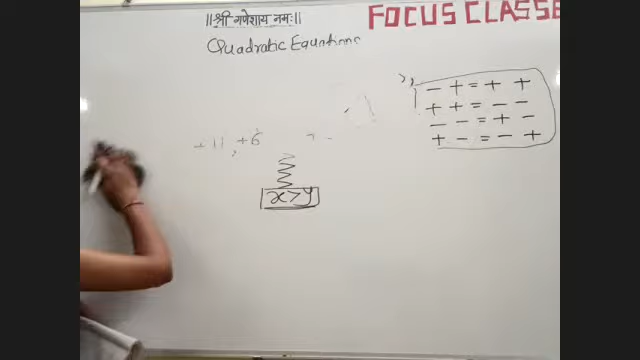 ॥श्री गणेशाय नमः॥
FOCUS CLASSE
Quadratic Equations
- + = + +
+ + = - -
- - = + -
+ - = - +
+11, +6
x>y